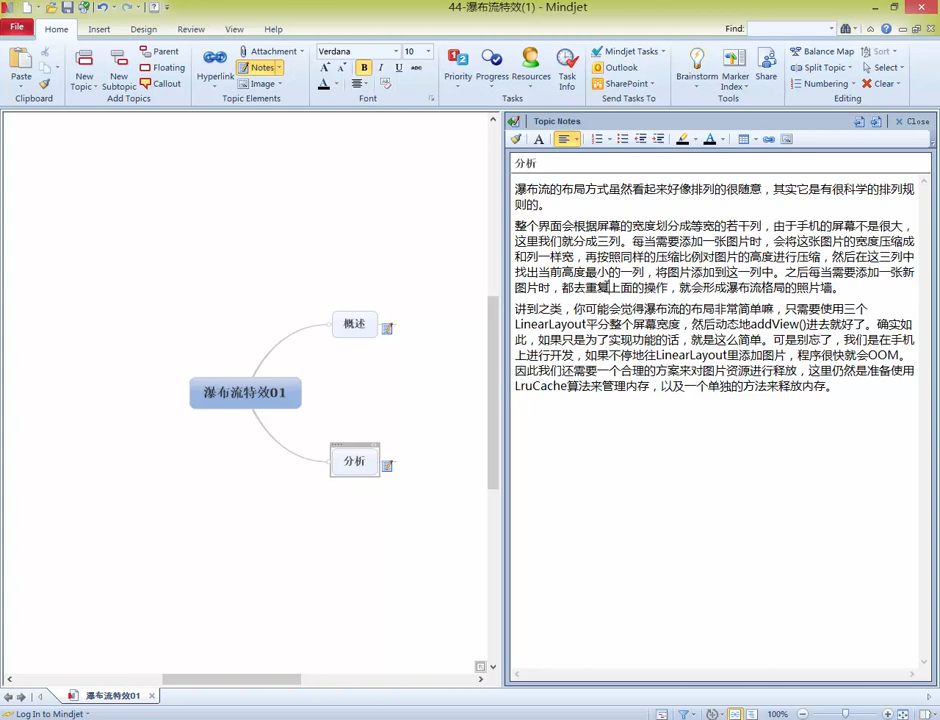 44-瀑布流特效(1) - Mindjet
File
Home
Insert
Design
Review
View
Help
Find:
Paste
Clipboard
New Topic
New Subtopic
Parent
Floating
Callout
Add Topics
Hyperlink
Attachment
Notes
Image
Topic Elements
Verdana
10
B
I
U
Font
Priority
Progress
Resources
Task Info
Tasks
Mindjet Tasks
Outlook
SharePoint
Send Tasks To
Brainstorm
Marker Index
Share
Tools
Balance Map
Split Topic
Numbering
Sort
Select
Clear
Editing
Topic Notes
Close
分析
瀑布流的布局方式虽然看起来好像排列的很随意，其实它是有很科学的排列规
则的。
整个界面会根据屏幕的宽度划分成等宽的若干列，由于手机的屏幕不是很大，
这里我们就分成三列。每当需要添加一张图片时，会将这张图片的宽度压缩成
和列一样宽，再按照同样的压缩比例对图片的高度进行压缩，然后在这三列中
找出当前高度最小的一列，将图片添加到这一列中。之后每当需要添加一张新
图片时，都去重复上面的操作，就会形成瀑布流格局的照片墙。
讲到之类，你可能会觉得瀑布流的布局非常简单嘛，只需要使用三个
LinearLayout平分整个屏幕宽度，然后动态地addView()进去就好了。确实如
此，如果只是为了实现功能的话，就是这么简单。可是别忘了，我们是在手机
上进行开发，如果不停地往LinearLayout里添加图片，程序很快就会OOM。
因此我们还需要一个合理的方案来对图片资源进行释放，这里仍然是准备使用
LruCache算法来管理内存，以及一个单独的方法来释放内存。
概述
瀑布流特效01
分析
瀑布流特效01
Log In to Mindjet
100%